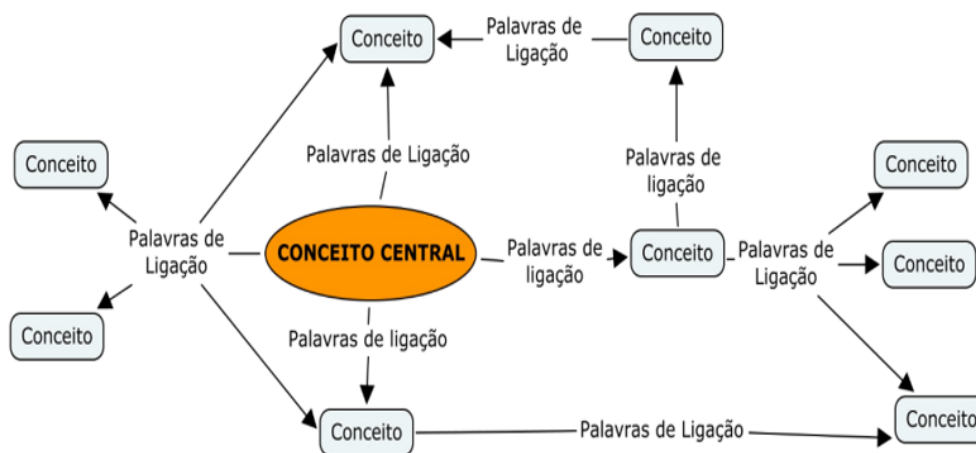 Conceito
Palavras de
Ligação
Conceito
Palavras de Ligação
Conceito
Palavras de
ligação
Conceito
Palavras de
Ligação
CONCEITO CENTRAL
Palavras de
ligação
Conceito
Palavras de
Ligação
Conceito
Conceito
Palavras de ligação
Conceito
Palavras de Ligação
Conceito